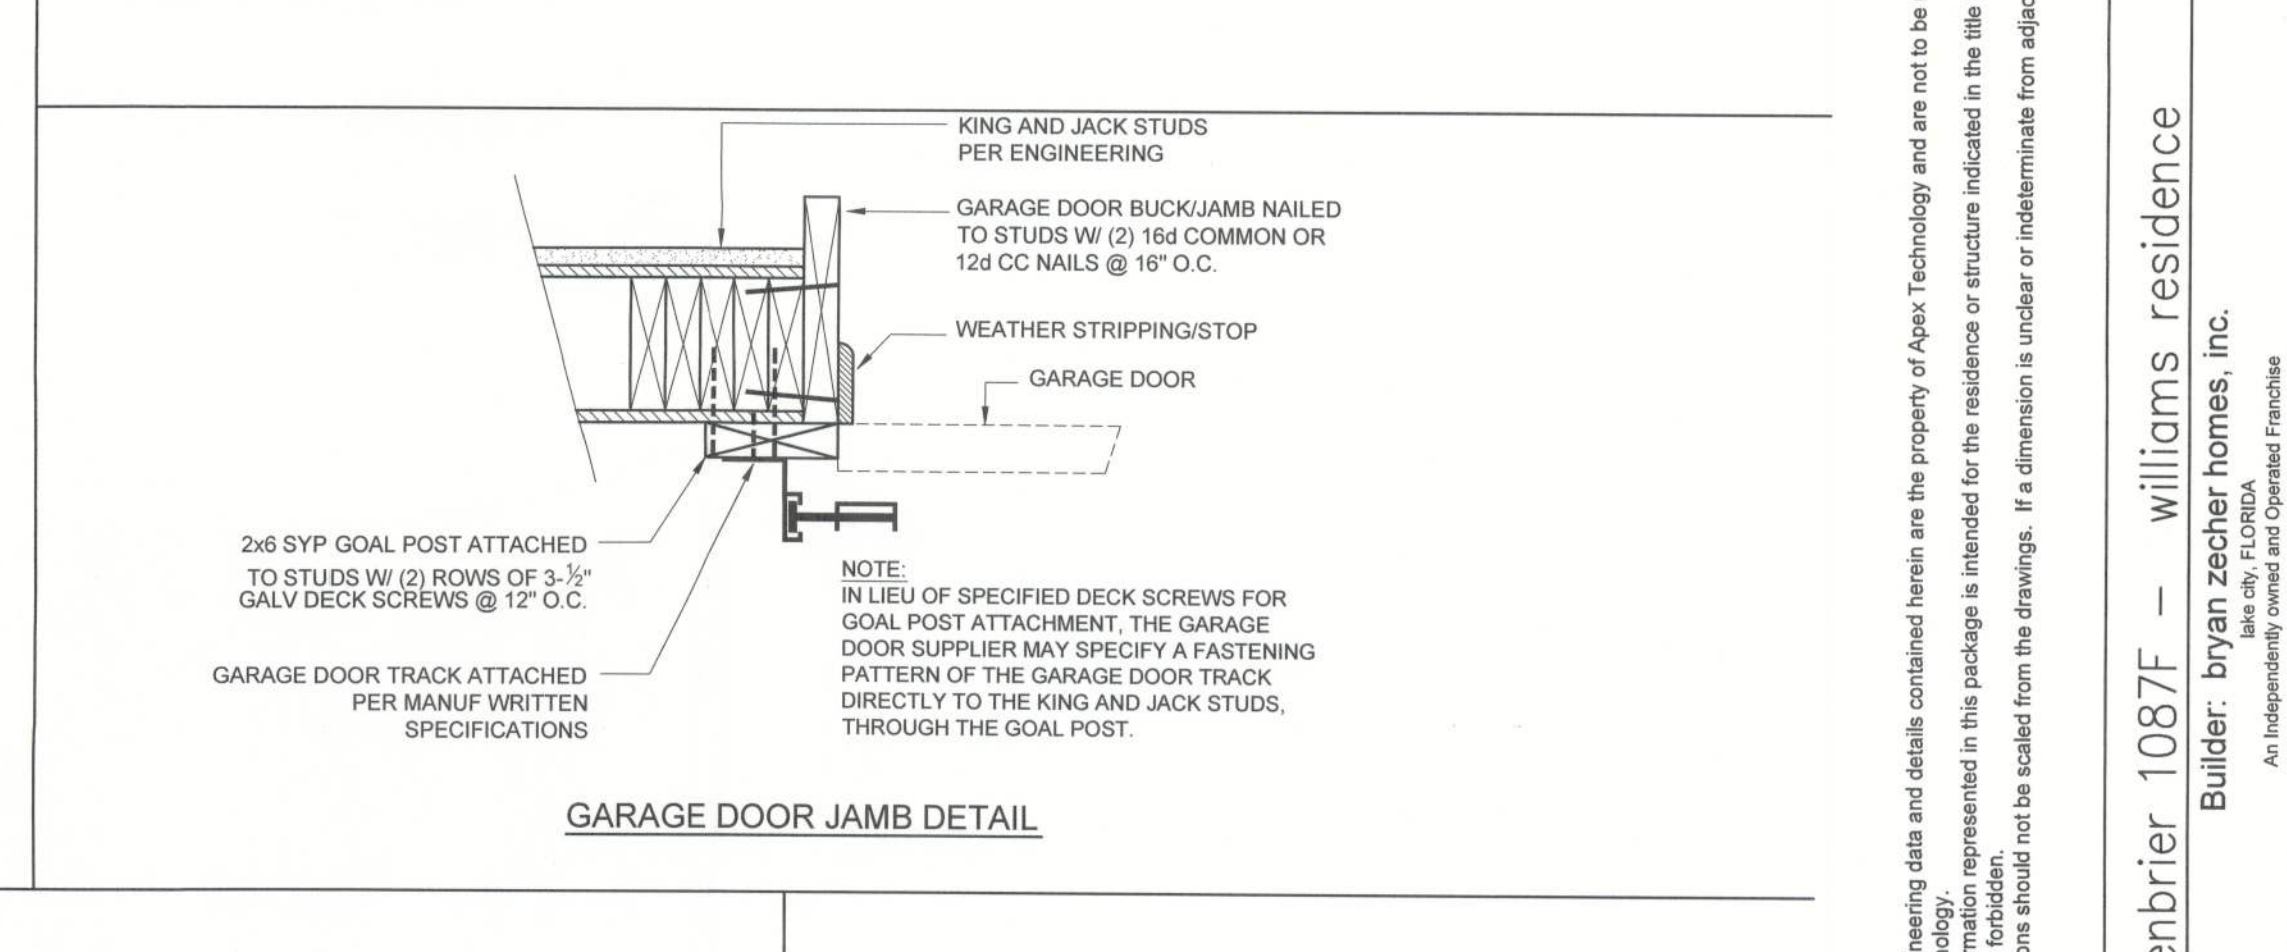 KING AND JACK STUDS
PER ENGINEERING
GARAGE DOOR BUCK/JAMB NAILED
TO STUDS W/ (2) 16d COMMON OR
12d CC NAILS @ 16" O.C.
WEATHER STRIPPING/STOP
GARAGE DOOR
2x6 SYP GOAL POST ATTACHED
TO STUDS W/ (2) ROWS OF 3-½"
GALV DECK SCREWS @ 12" O.C.
GARAGE DOOR TRACK ATTACHED
PER MANUF WRITTEN
SPECIFICATIONS
NOTE:
IN LIEU OF SPECIFIED DECK SCREWS FOR
GOAL POST ATTACHMENT, THE GARAGE
DOOR SUPPLIER MAY SPECIFY A FASTENING
PATTERN OF THE GARAGE DOOR TRACK
DIRECTLY TO THE KING AND JACK STUDS,
THROUGH THE GOAL POST.
GARAGE DOOR JAMB DETAIL
neering data and details contained herein are the property of Apex Technology and are not to be
nology.
rmation represented in this package is intended for the residence or structure indicated in the title
forbidden.
ons should not be scaled from the drawings. If a dimension is unclear or indeterminate from adjac
enbrier 1087F - williams residence
Builder: bryan zecher homes, inc.
lake city, FLORIDA
An Independently owned and Operated Franchise